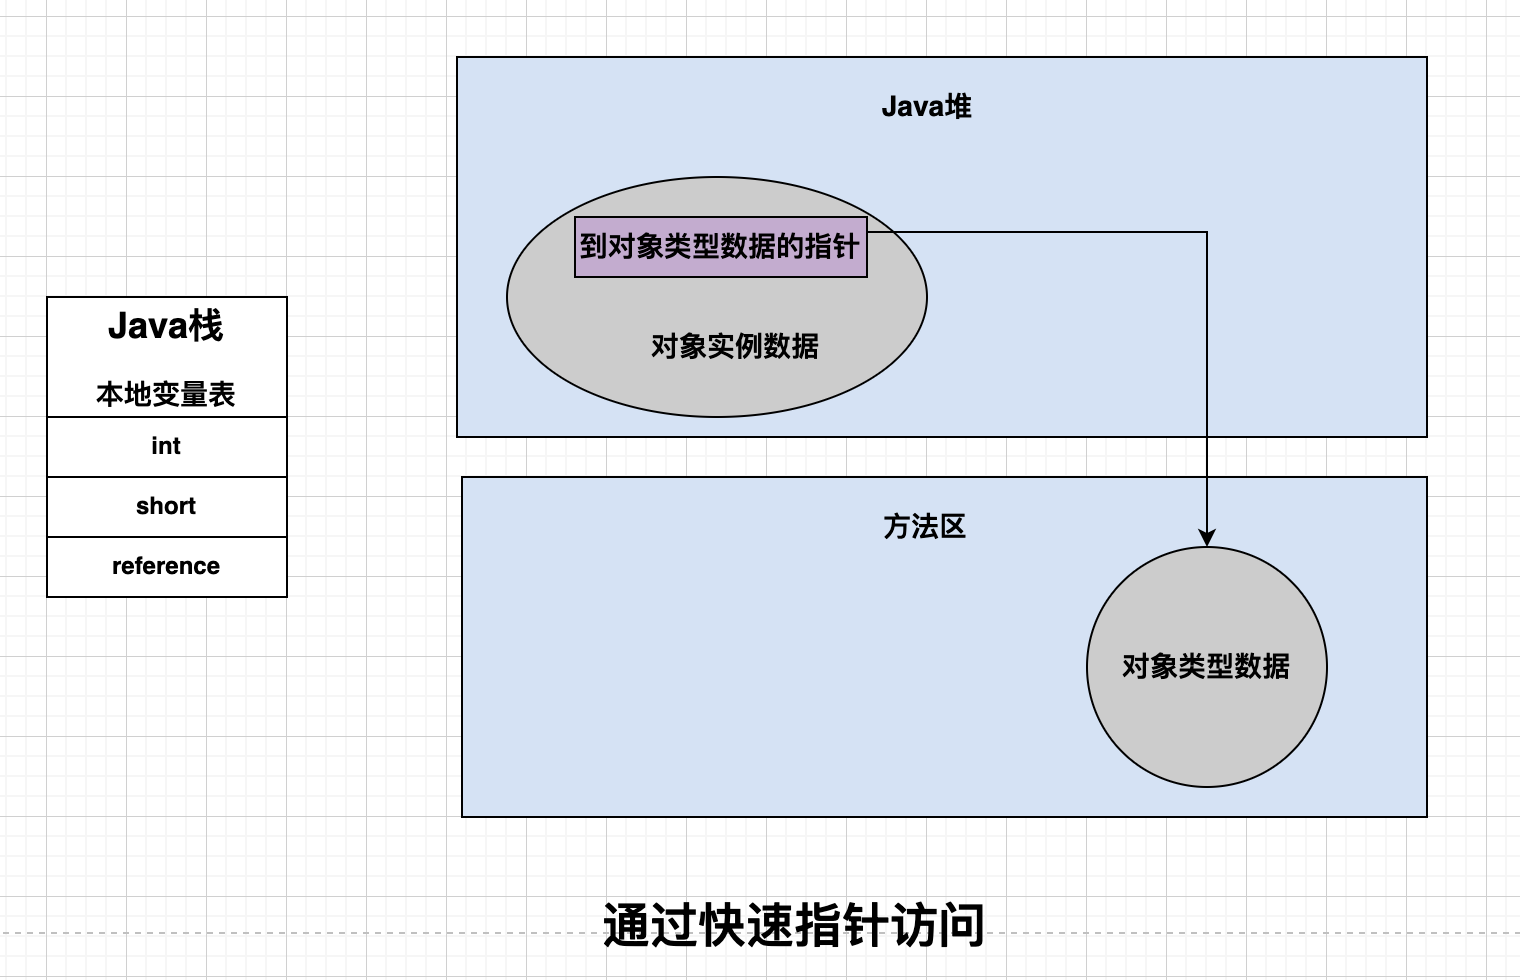 Java堆
到对象类型数据的指针
对象实例数据
Java栈
本地变量表
int
short
reference
方法区
对象类型数据
通过快速指针访问